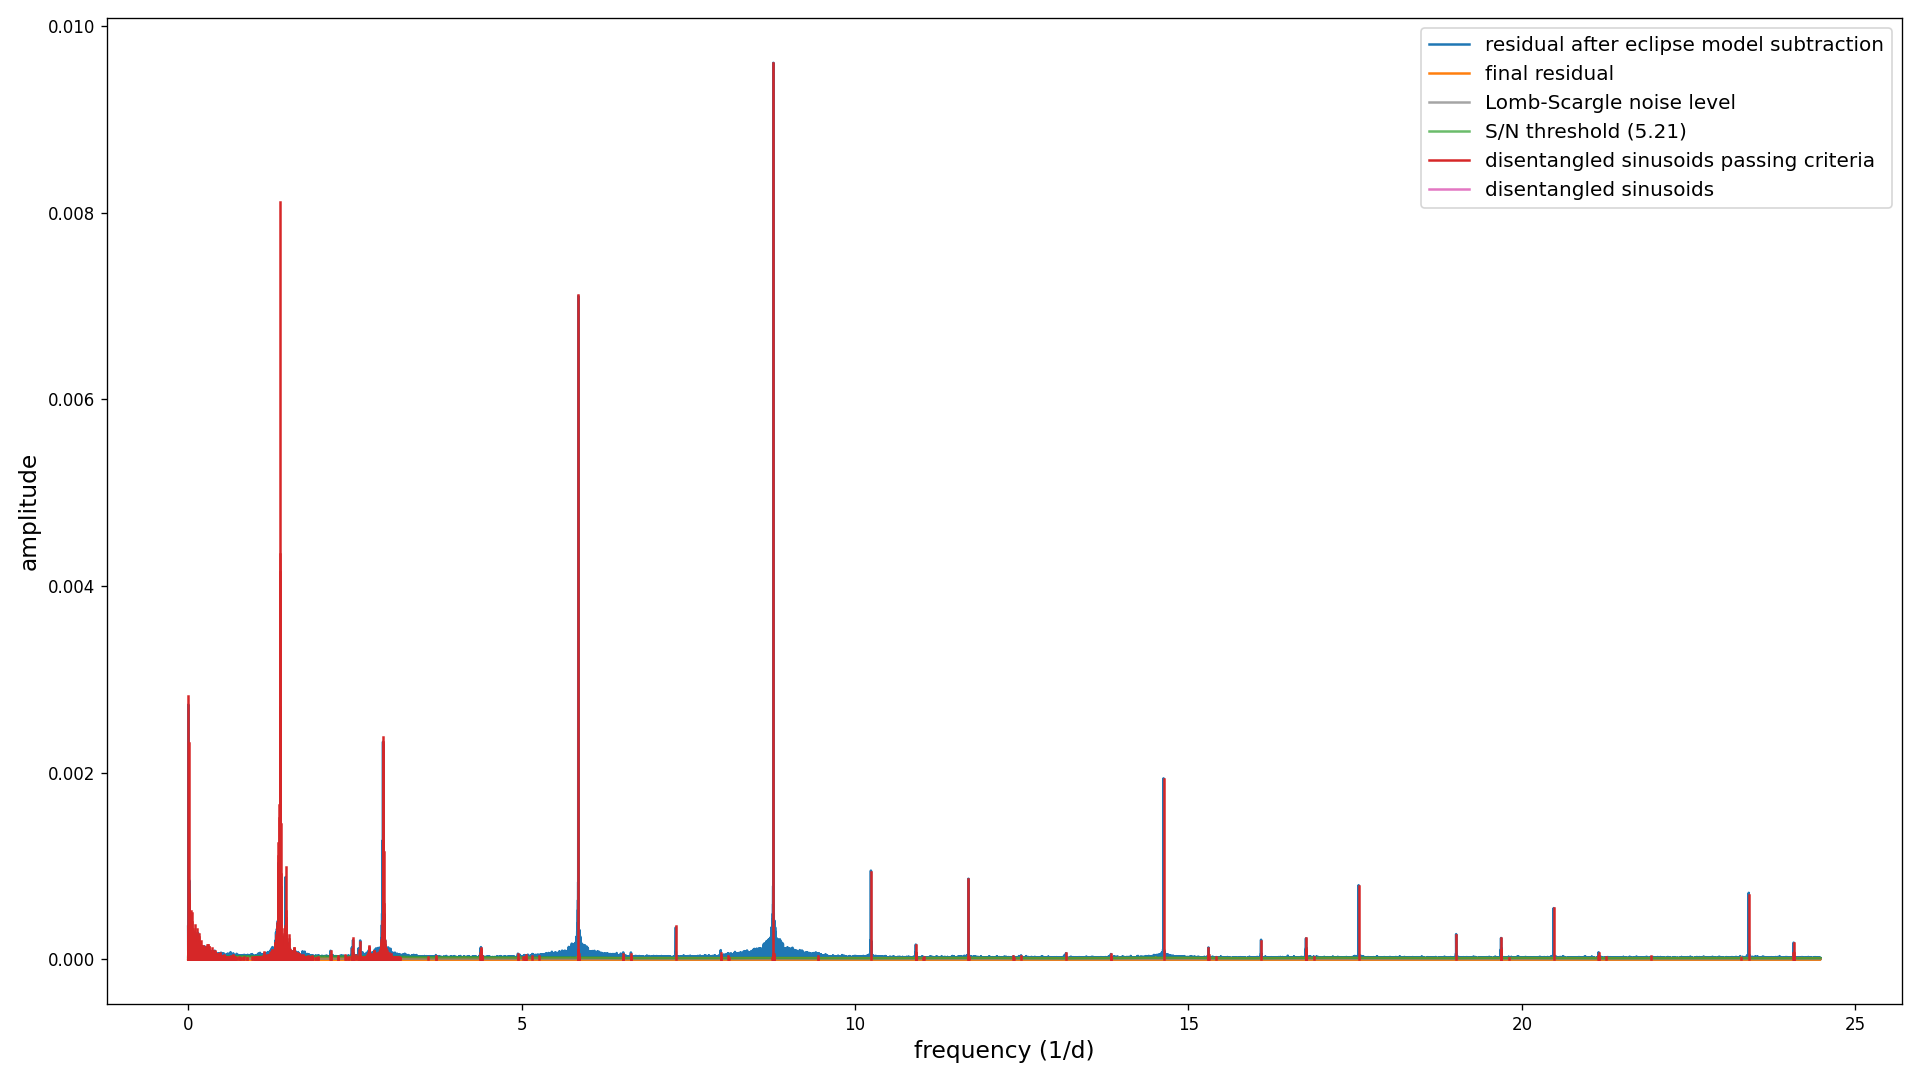 0.010
0.008
0.006
0.004
0.002
0.000
amplitude
0
5
10
15
20
25
frequency (1/d)
residual after eclipse model subtraction
final residual
Lomb-Scargle noise level
S/N threshold (5.21)
disentangled sinusoids passing criteria
disentangled sinusoids